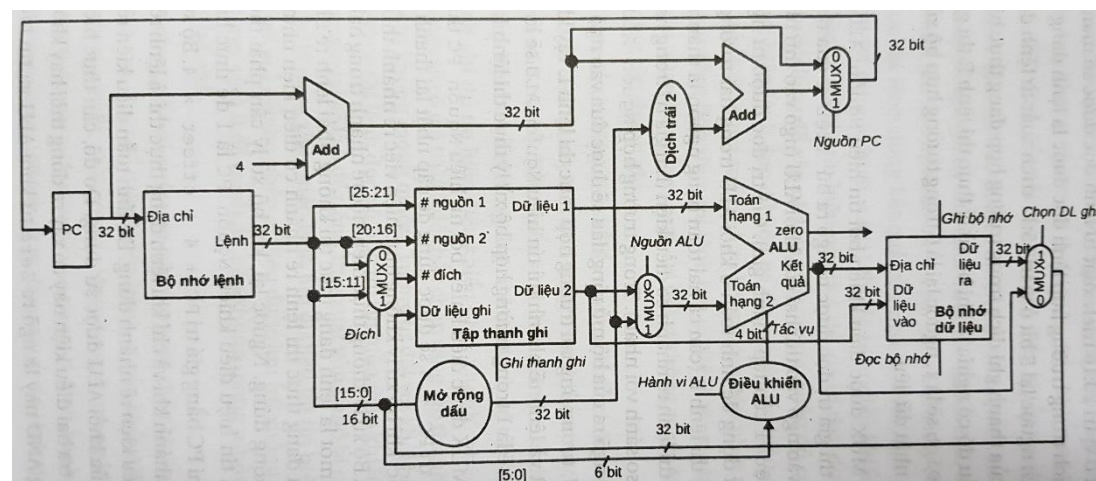 32 bit
MUX
0
1
Nguồn PC
Add
Dịch trái 2
32 bit
Add
4
PC
32 bit
Địa chỉ
Lệnh
Bộ nhớ lệnh
32 bit
[25:21]
[20:16]
[15:11]
MUX
0
1
Đích
# nguồn 1
# nguồn 2
# đích
Dữ liệu ghi
Dữ liệu 1
Dữ liệu 2
Tập thanh ghi
Ghi thanh ghi
[15:0]
16 bit
Mở rộng
dấu
32 bit
32 bit
Nguồn ALU
MUX
0
1
32 bit
Toán
hạng 1
zero
ALU
Kết
quả
Toán
hạng 2
4 bit
Tác vụ
Hành vi ALU
Điều khiển
ALU
32 bit
32 bit
Ghi bộ nhớ
Địa chỉ
Dữ
liệu
ra
Dữ
liệu
vào
Bộ nhớ
dữ liệu
Đọc bộ nhớ
32 bit
Chọn DL gh
MUX
1
0
32 bit
[5:0]
6 bit